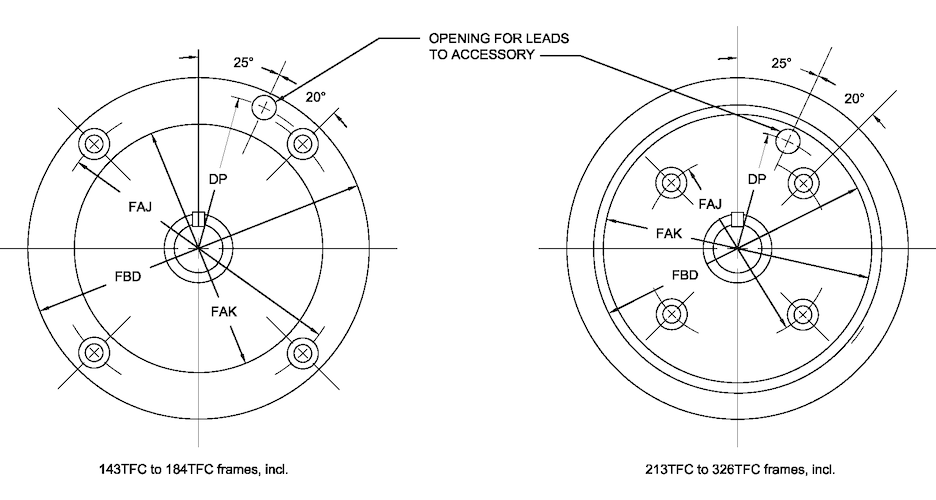 OPENING FOR LEADS
TO ACCESSORY
25°
20°
DP
FAJ
FBD
FAK
25°
20°
DP
FAJ
FAK
FBD
143TFC to 184TFC frames, incl.
213TFC to 326TFC frames, incl.